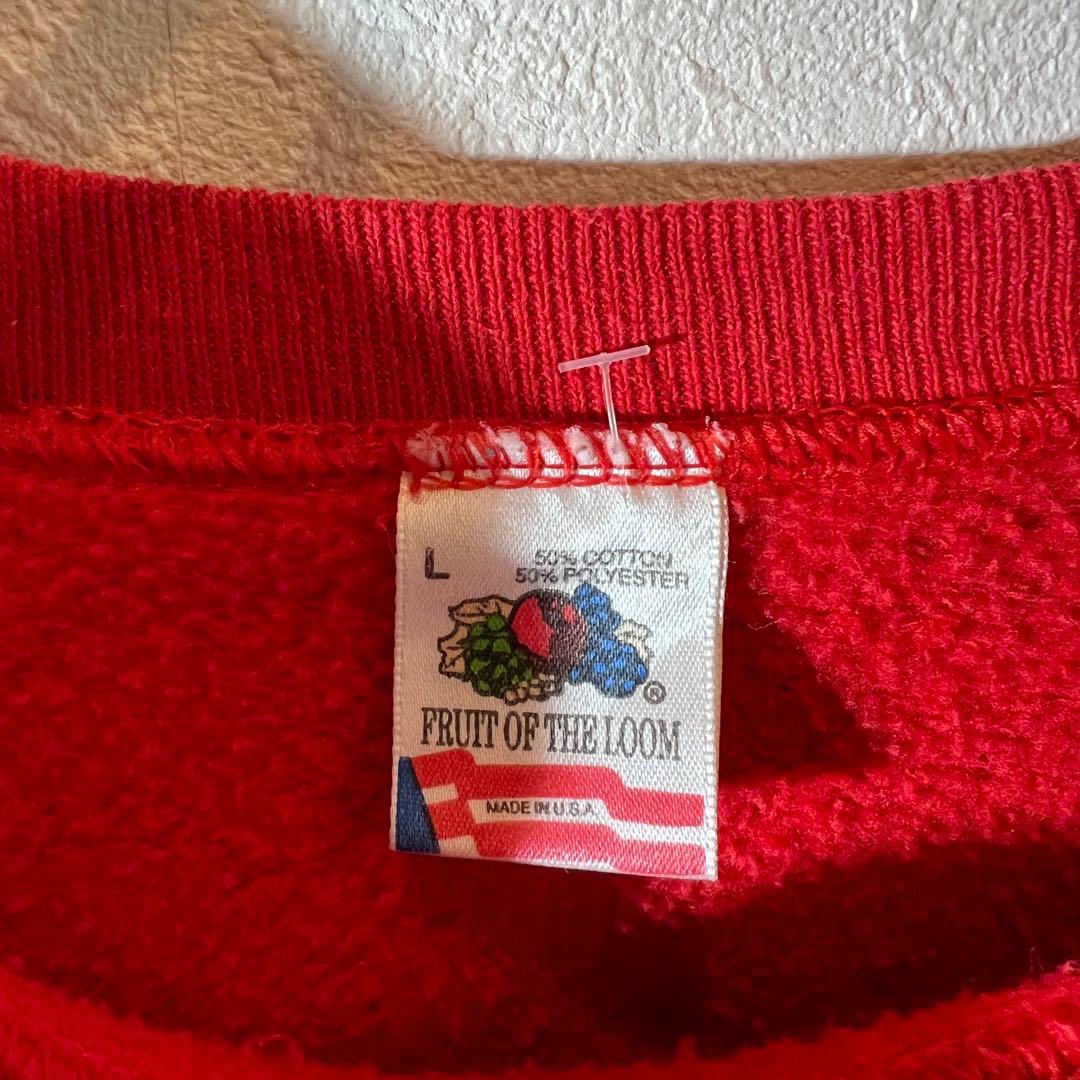 L
50% COTTON
50% POLYESTER
®
FRUIT OF THE LOOM
MADE IN U.S.A.